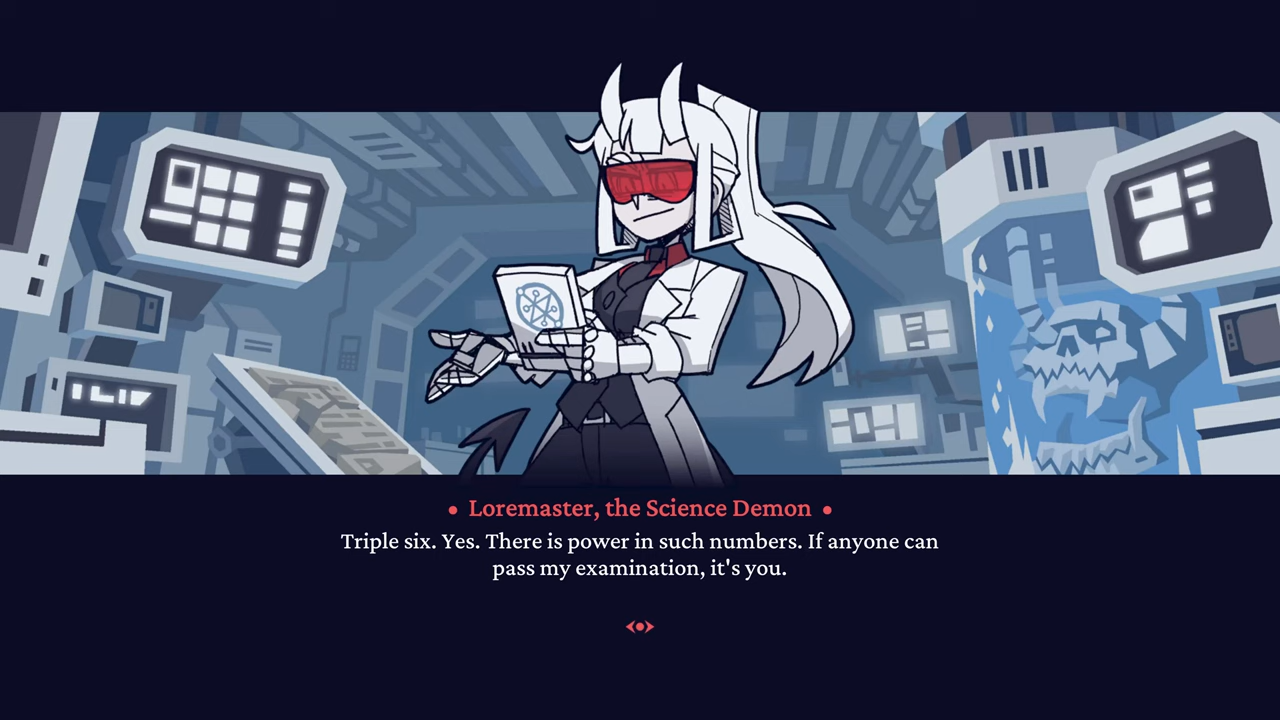 • Loremaster, the Science Demon •
Triple six. Yes. There is power in such numbers. If anyone can
pass my examination, it's you.